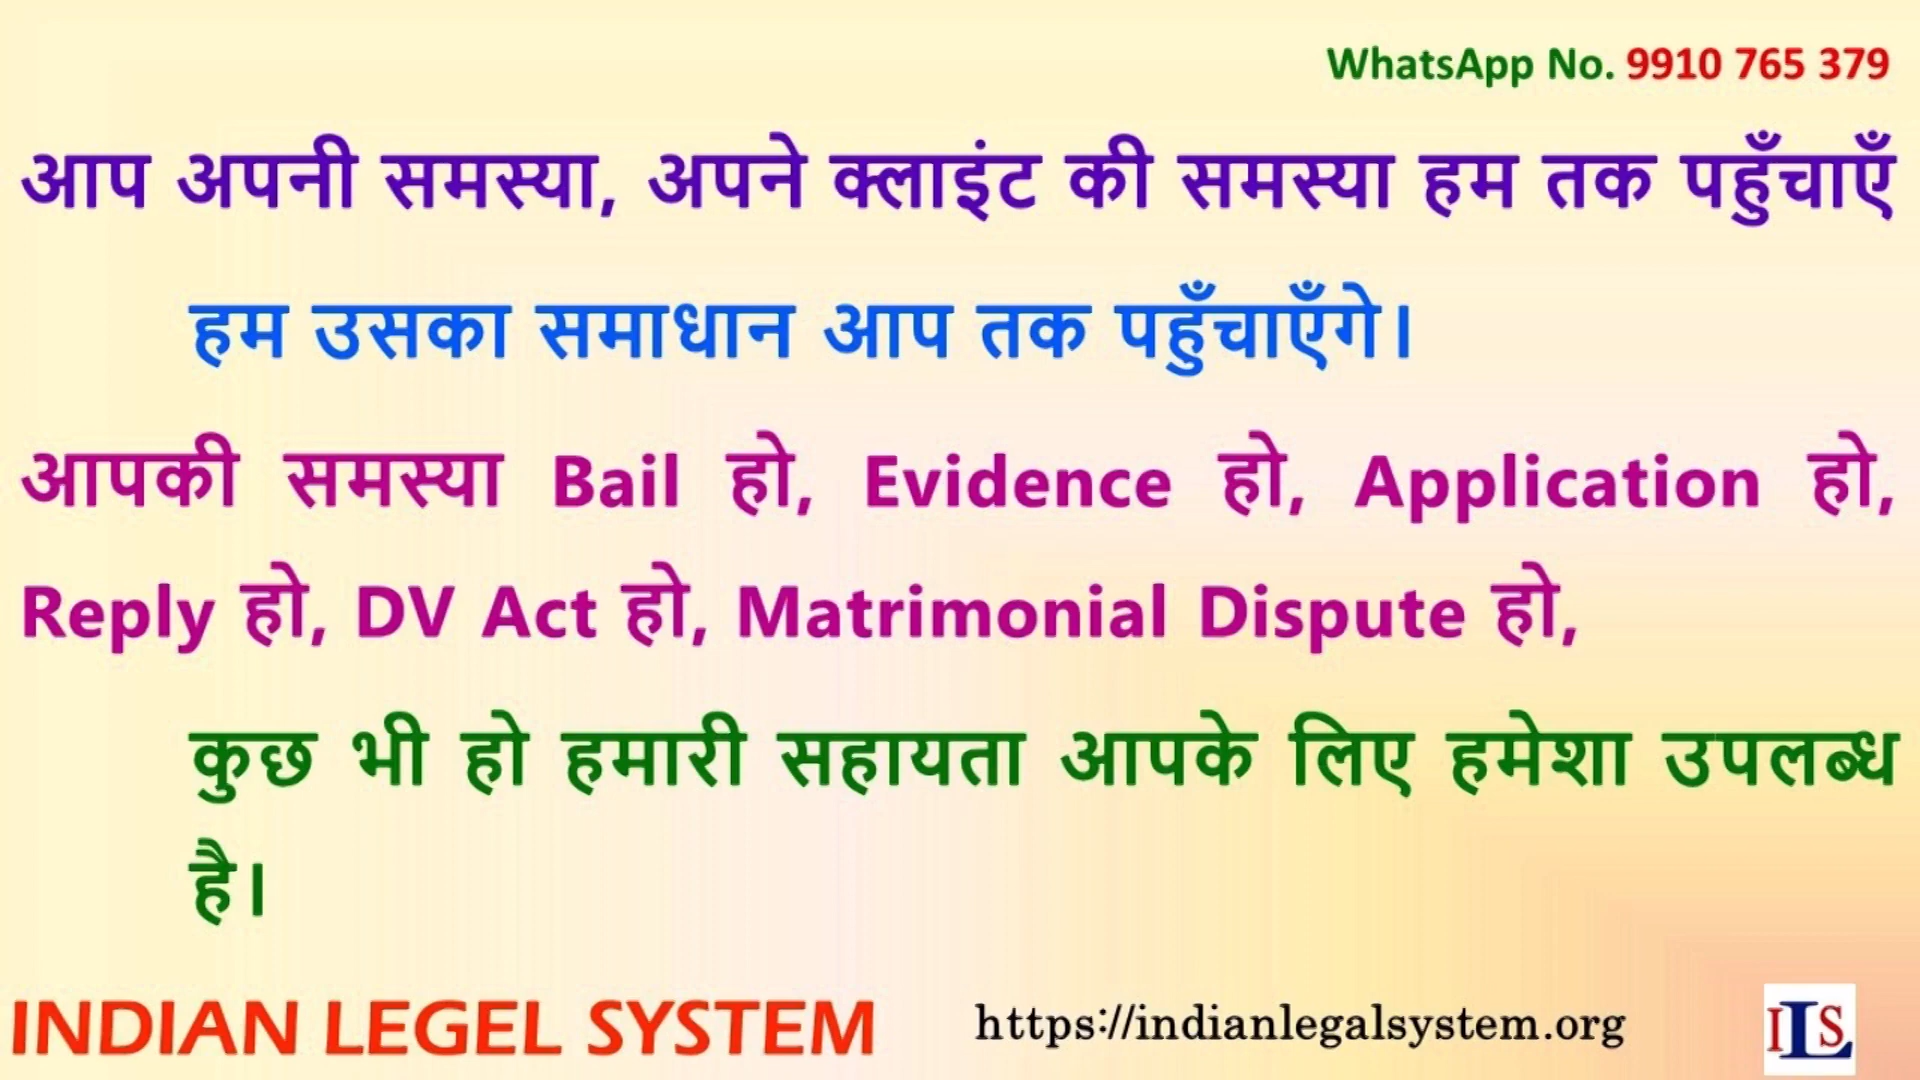 WhatsApp No. 9910 765 379
आप अपनी समस्या, अपने क्लाइंट की समस्या हम तक पहुँचाएँ
हम उसका समाधान आप तक पहुँचाएँगे।
आपकी समस्या Bail हो, Evidence हो, Application हो,
Reply हो, DV Act हो, Matrimonial Dispute हो,
कुछ भी हो हमारी सहायता आपके लिए हमेशा उपलब्ध
है।
INDIAN LEGEL SYSTEM
https://indianlegalsystem.org
ILS